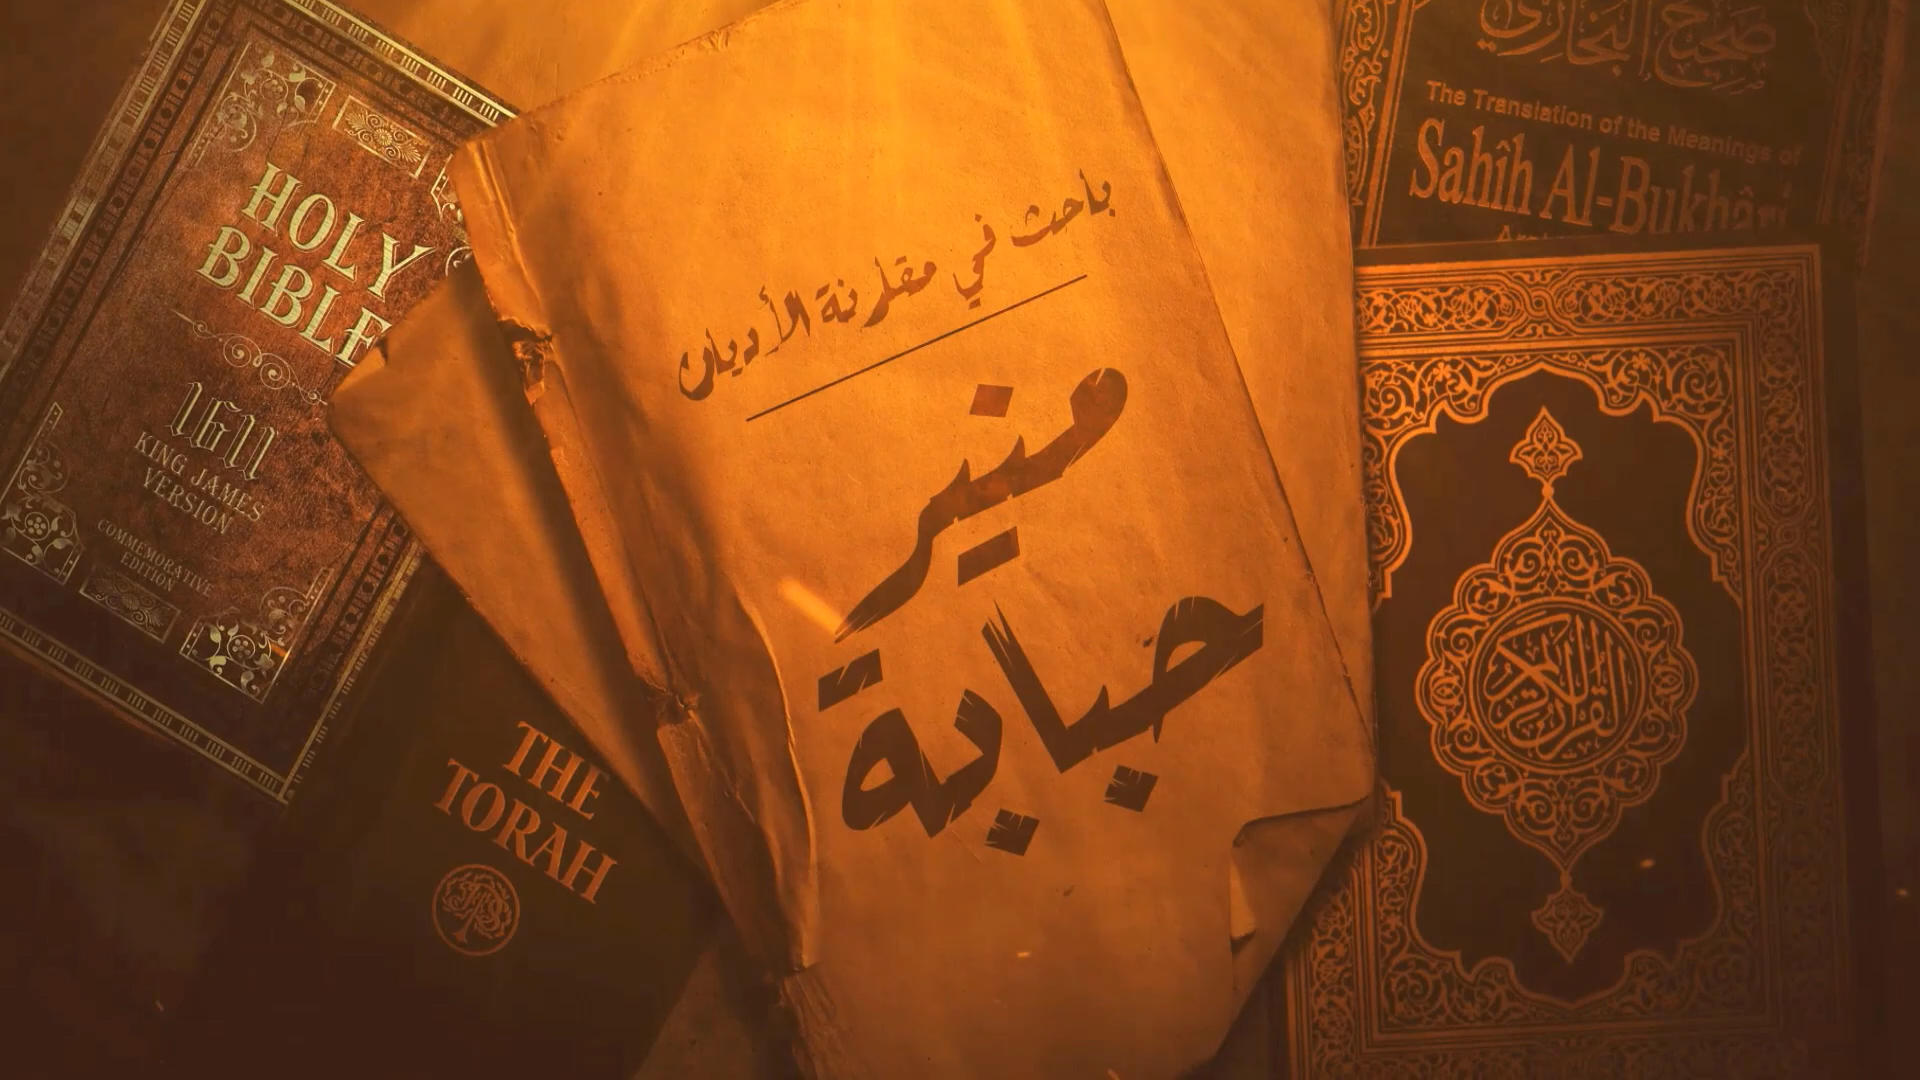 HOLY
BIBLE
1611
KING JAMES
VERSION
COMMEMORATIVE
EDITION
THE
TORAH
باحث في مقارنة الأديان
منير
حبابة
صحيح البخاري
The Translation of the Meanings of
Sahîh Al-Bukhâri
القرآن الكريم